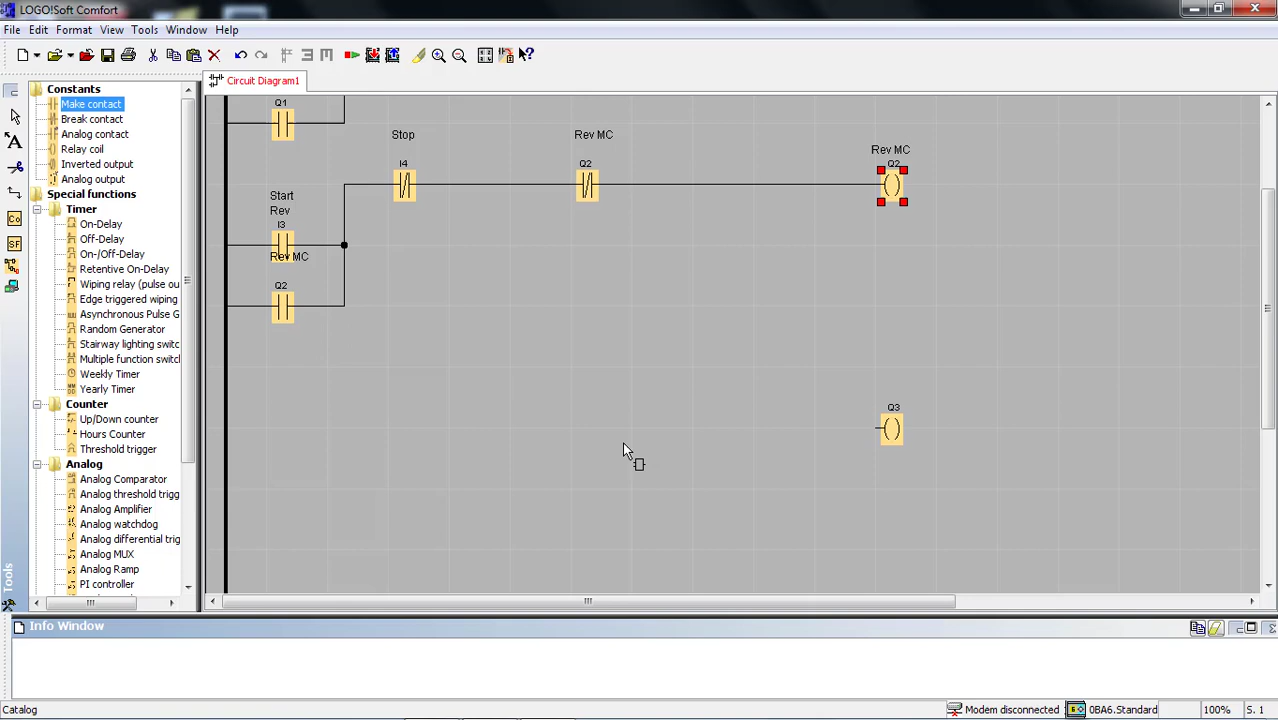 LOGO!Soft Comfort
File Edit Format View Tools Window Help
Circuit Diagram1
Constants
Make contact
Break contact
Analog contact
Relay coil
Inverted output
Analog output
Special functions
Timer
On-Delay
Off-Delay
On-/Off-Delay
Retentive On-Delay
Wiping relay (pulse ou
Edge triggered wiping
Asynchronous Pulse G
Random Generator
Stairway lighting switc
Multiple function switch
Weekly Timer
Yearly Timer
Counter
Up/Down counter
Hours Counter
Threshold trigger
Analog
Analog Comparator
Analog threshold trigg
Analog Amplifier
Analog watchdog
Analog differential trig
Analog MUX
Analog Ramp
PI controller
Co
SF
Tools
Q1
Stop
I4
Rev MC
Q2
Rev MC
Q2
Start
Rev
I3
Rev MC
Q2
Q3
Info Window
Catalog
Modem disconnected
0BA6.Standard
100%
S. 1